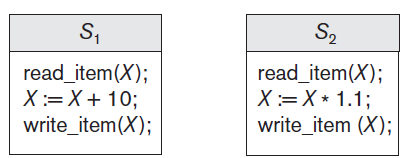 S₁
read_item(X);
X := X + 10;
write_item(X);
S₂
read_item(X);
X := X * 1.1;
write_item (X);